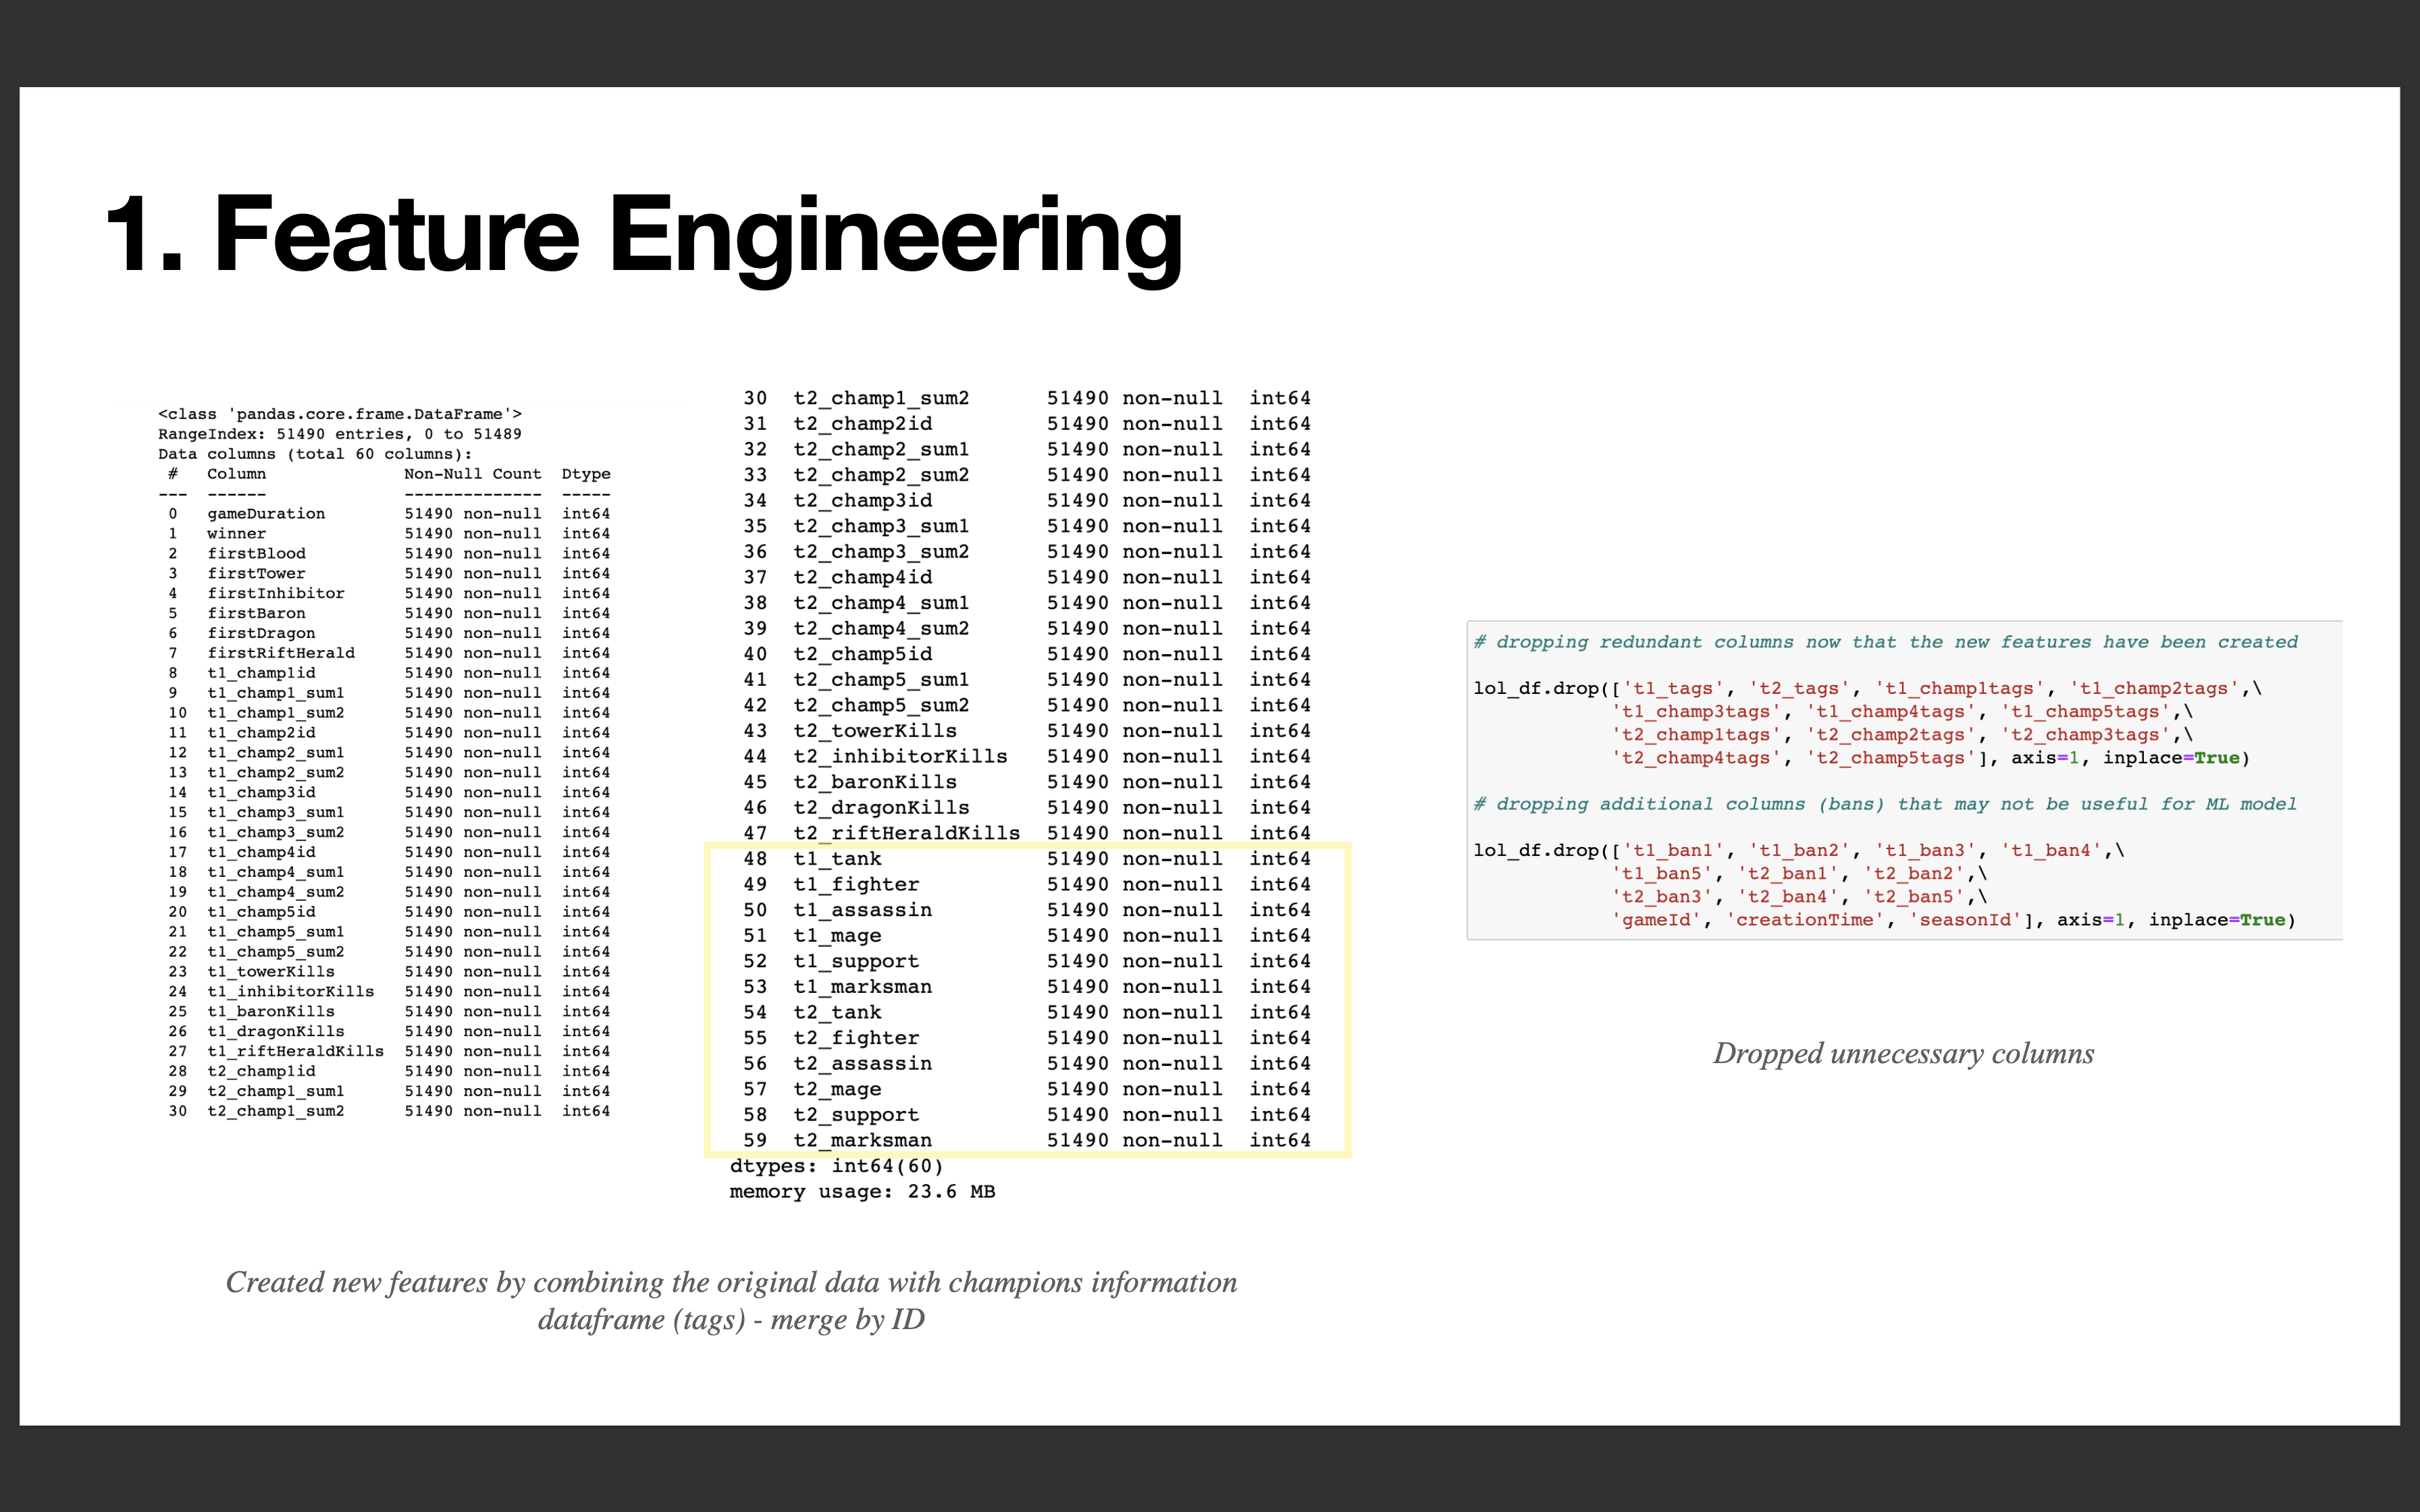 1. Feature Engineering
<class 'pandas.core.frame.DataFrame'>
RangeIndex: 51490 entries, 0 to 51489
Data columns (total 60 columns):
# Column Non-Null Count Dtype
--- ------ -------------- -----
0 gameDuration 51490 non-null int64
1 winner 51490 non-null int64
2 firstBlood 51490 non-null int64
3 firstTower 51490 non-null int64
4 firstInhibitor 51490 non-null int64
5 firstBaron 51490 non-null int64
6 firstDragon 51490 non-null int64
7 firstRiftHerald 51490 non-null int64
8 t1_champ1id 51490 non-null int64
9 t1_champ1_sum1 51490 non-null int64
10 t1_champ1_sum2 51490 non-null int64
11 t1_champ2id 51490 non-null int64
12 t1_champ2_sum1 51490 non-null int64
13 t1_champ2_sum2 51490 non-null int64
14 t1_champ3id 51490 non-null int64
15 t1_champ3_sum1 51490 non-null int64
16 t1_champ3_sum2 51490 non-null int64
17 t1_champ4id 51490 non-null int64
18 t1_champ4_sum1 51490 non-null int64
19 t1_champ4_sum2 51490 non-null int64
20 t1_champ5id 51490 non-null int64
21 t1_champ5_sum1 51490 non-null int64
22 t1_champ5_sum2 51490 non-null int64
23 t1_towerKills 51490 non-null int64
24 t1_inhibitorKills 51490 non-null int64
25 t1_baronKills 51490 non-null int64
26 t1_dragonKills 51490 non-null int64
27 t1_riftHeraldKills 51490 non-null int64
28 t2_champ1id 51490 non-null int64
29 t2_champ1_sum1 51490 non-null int64
30 t2_champ1_sum2 51490 non-null int64
30 t2_champ1_sum2 51490 non-null int64
31 t2_champ2id 51490 non-null int64
32 t2_champ2_sum1 51490 non-null int64
33 t2_champ2_sum2 51490 non-null int64
34 t2_champ3id 51490 non-null int64
35 t2_champ3_sum1 51490 non-null int64
36 t2_champ3_sum2 51490 non-null int64
37 t2_champ4id 51490 non-null int64
38 t2_champ4_sum1 51490 non-null int64
39 t2_champ4_sum2 51490 non-null int64
40 t2_champ5id 51490 non-null int64
41 t2_champ5_sum1 51490 non-null int64
42 t2_champ5_sum2 51490 non-null int64
43 t2_towerKills 51490 non-null int64
44 t2_inhibitorKills 51490 non-null int64
45 t2_baronKills 51490 non-null int64
46 t2_dragonKills 51490 non-null int64
47 t2_riftHeraldKills 51490 non-null int64
48 t1_tank 51490 non-null int64
49 t1_fighter 51490 non-null int64
50 t1_assassin 51490 non-null int64
51 t1_mage 51490 non-null int64
52 t1_support 51490 non-null int64
53 t1_marksman 51490 non-null int64
54 t2_tank 51490 non-null int64
55 t2_fighter 51490 non-null int64
56 t2_assassin 51490 non-null int64
57 t2_mage 51490 non-null int64
58 t2_support 51490 non-null int64
59 t2_marksman 51490 non-null int64
dtypes: int64(60)
memory usage: 23.6 MB
Created new features by combining the original data with champions information
dataframe (tags) - merge by ID
# dropping redundant columns now that the new features have been created
lol_df.drop(['t1_tags', 't2_tags', 't1_champ1tags', 't1_champ2tags',\
't1_champ3tags', 't1_champ4tags', 't1_champ5tags',\
't2_champ1tags', 't2_champ2tags', 't2_champ3tags',\
't2_champ4tags', 't2_champ5tags'], axis=1, inplace=True)
# dropping additional columns (bans) that may not be useful for ML model
lol_df.drop(['t1_ban1', 't1_ban2', 't1_ban3', 't1_ban4',\
't1_ban5', 't2_ban1', 't2_ban2',\
't2_ban3', 't2_ban4', 't2_ban5',\
'gameId', 'creationTime', 'seasonId'], axis=1, inplace=True)
Dropped unnecessary columns